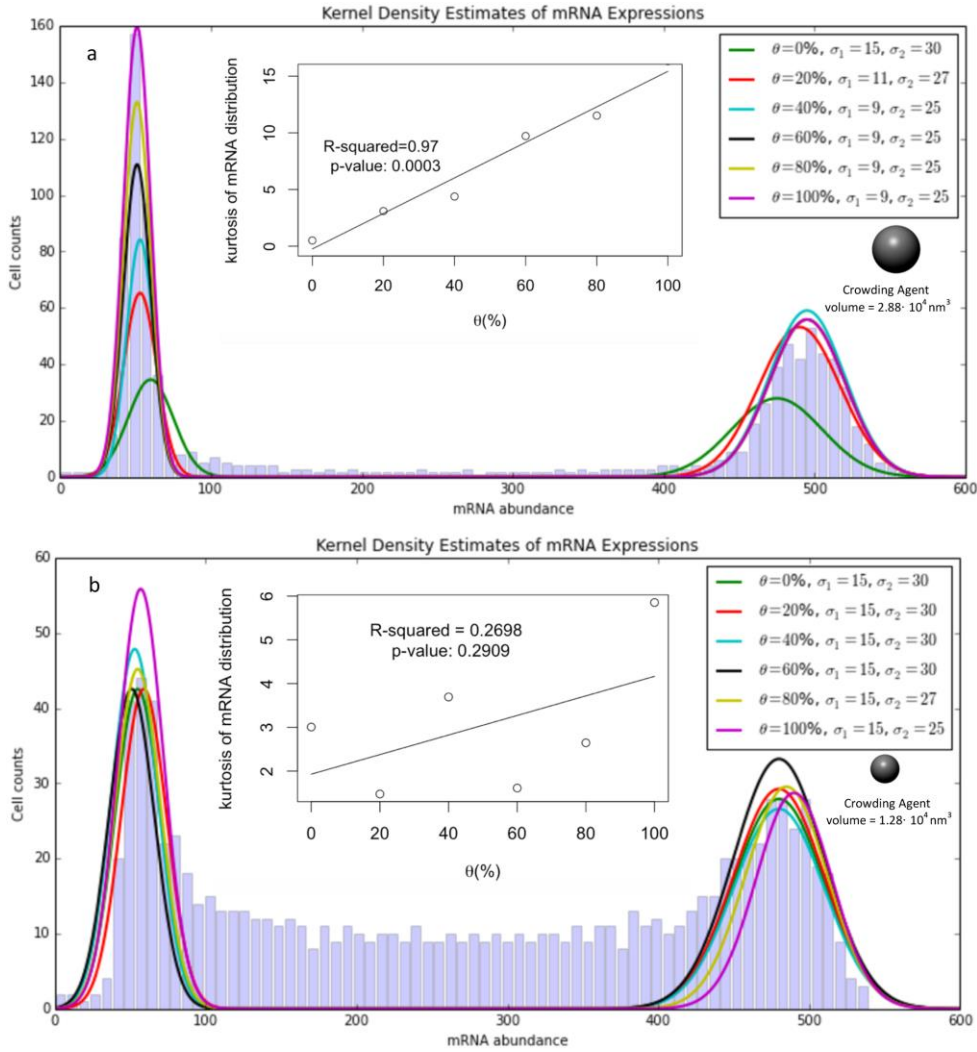 Kernel Density Estimates of mRNA Expressions
a
160
140
120
100
80
60
40
20
0
Cell counts
0 100 200 300 400 500 600
mRNA abundance
15
10
5
0
kurtosis of mRNA distribution
R-squared=0.97
p-value: 0.0003
0 20 40 60 80 100
θ(%)
θ=0%, σ₁=15, σ₂=30
θ=20%, σ₁=11, σ₂=27
θ=40%, σ₁=9, σ₂=25
θ=60%, σ₁=9, σ₂=25
θ=80%, σ₁=9, σ₂=25
θ=100%, σ₁=9, σ₂=25
Crowding Agent
volume = 2.88· 10⁴ nm³
Kernel Density Estimates of mRNA Expressions
b
60
50
40
30
20
10
0
Cell counts
0 100 200 300 400 500 600
mRNA abundance
6
5
4
3
2
kurtosis of mRNA distribution
R-squared = 0.2698
p-value: 0.2909
0 20 40 60 80 100
θ(%)
θ=0%, σ₁=15, σ₂=30
θ=20%, σ₁=15, σ₂=30
θ=40%, σ₁=15, σ₂=30
θ=60%, σ₁=15, σ₂=30
θ=80%, σ₁=15, σ₂=27
θ=100%, σ₁=15, σ₂=25
Crowding Agent
volume = 1.28· 10⁴ nm³